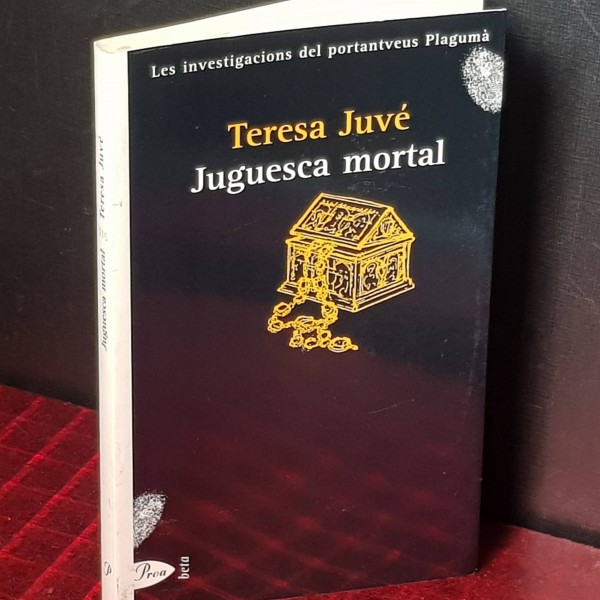 Les investigacions del portantveus Plagumà
Teresa Juvé
Juguesca mortal
Juguesca mortal
Teresa Juvé
Proa
beta